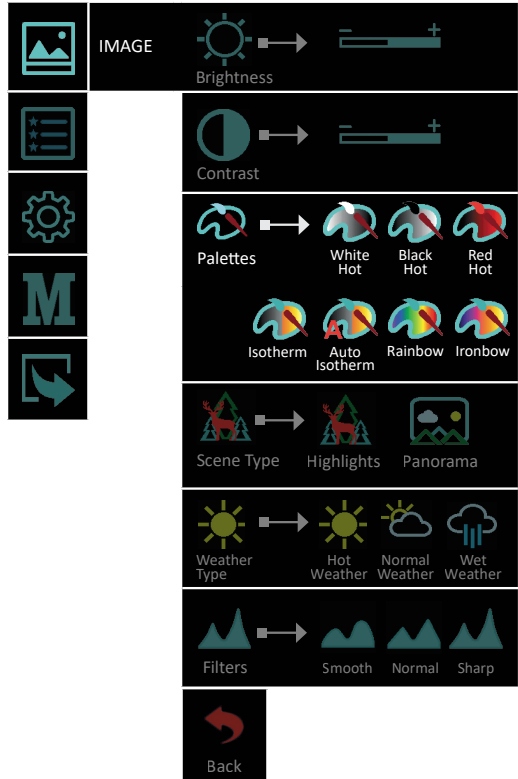 IMAGE
− +
Brightness
− +
Contrast
Palettes
White Hot
Black Hot
Red Hot
Isotherm
A
Auto Isotherm
Rainbow
Ironbow
M
Scene Type
Highlights
Panorama
Weather Type
Hot Weather
Normal Weather
Wet Weather
Filters
Smooth
Normal
Sharp
Back